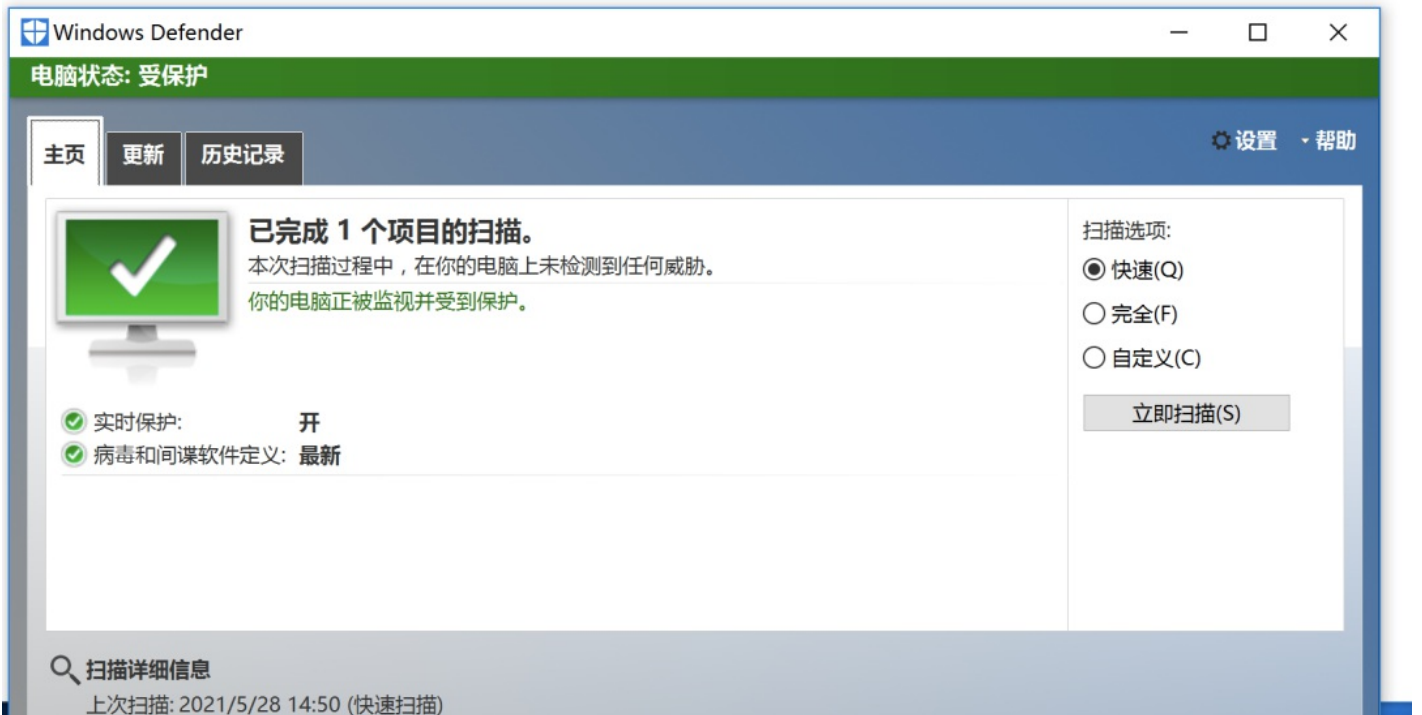 Windows Defender
电脑状态: 受保护
主页
更新
历史记录
设置
帮助
已完成 1 个项目的扫描。
本次扫描过程中，在你的电脑上未检测到任何威胁。
你的电脑正被监视并受到保护。
实时保护: 开
病毒和间谍软件定义: 最新
扫描选项:
快速(Q)
完全(F)
自定义(C)
立即扫描(S)
扫描详细信息
上次扫描: 2021/5/28 14:50 (快速扫描)